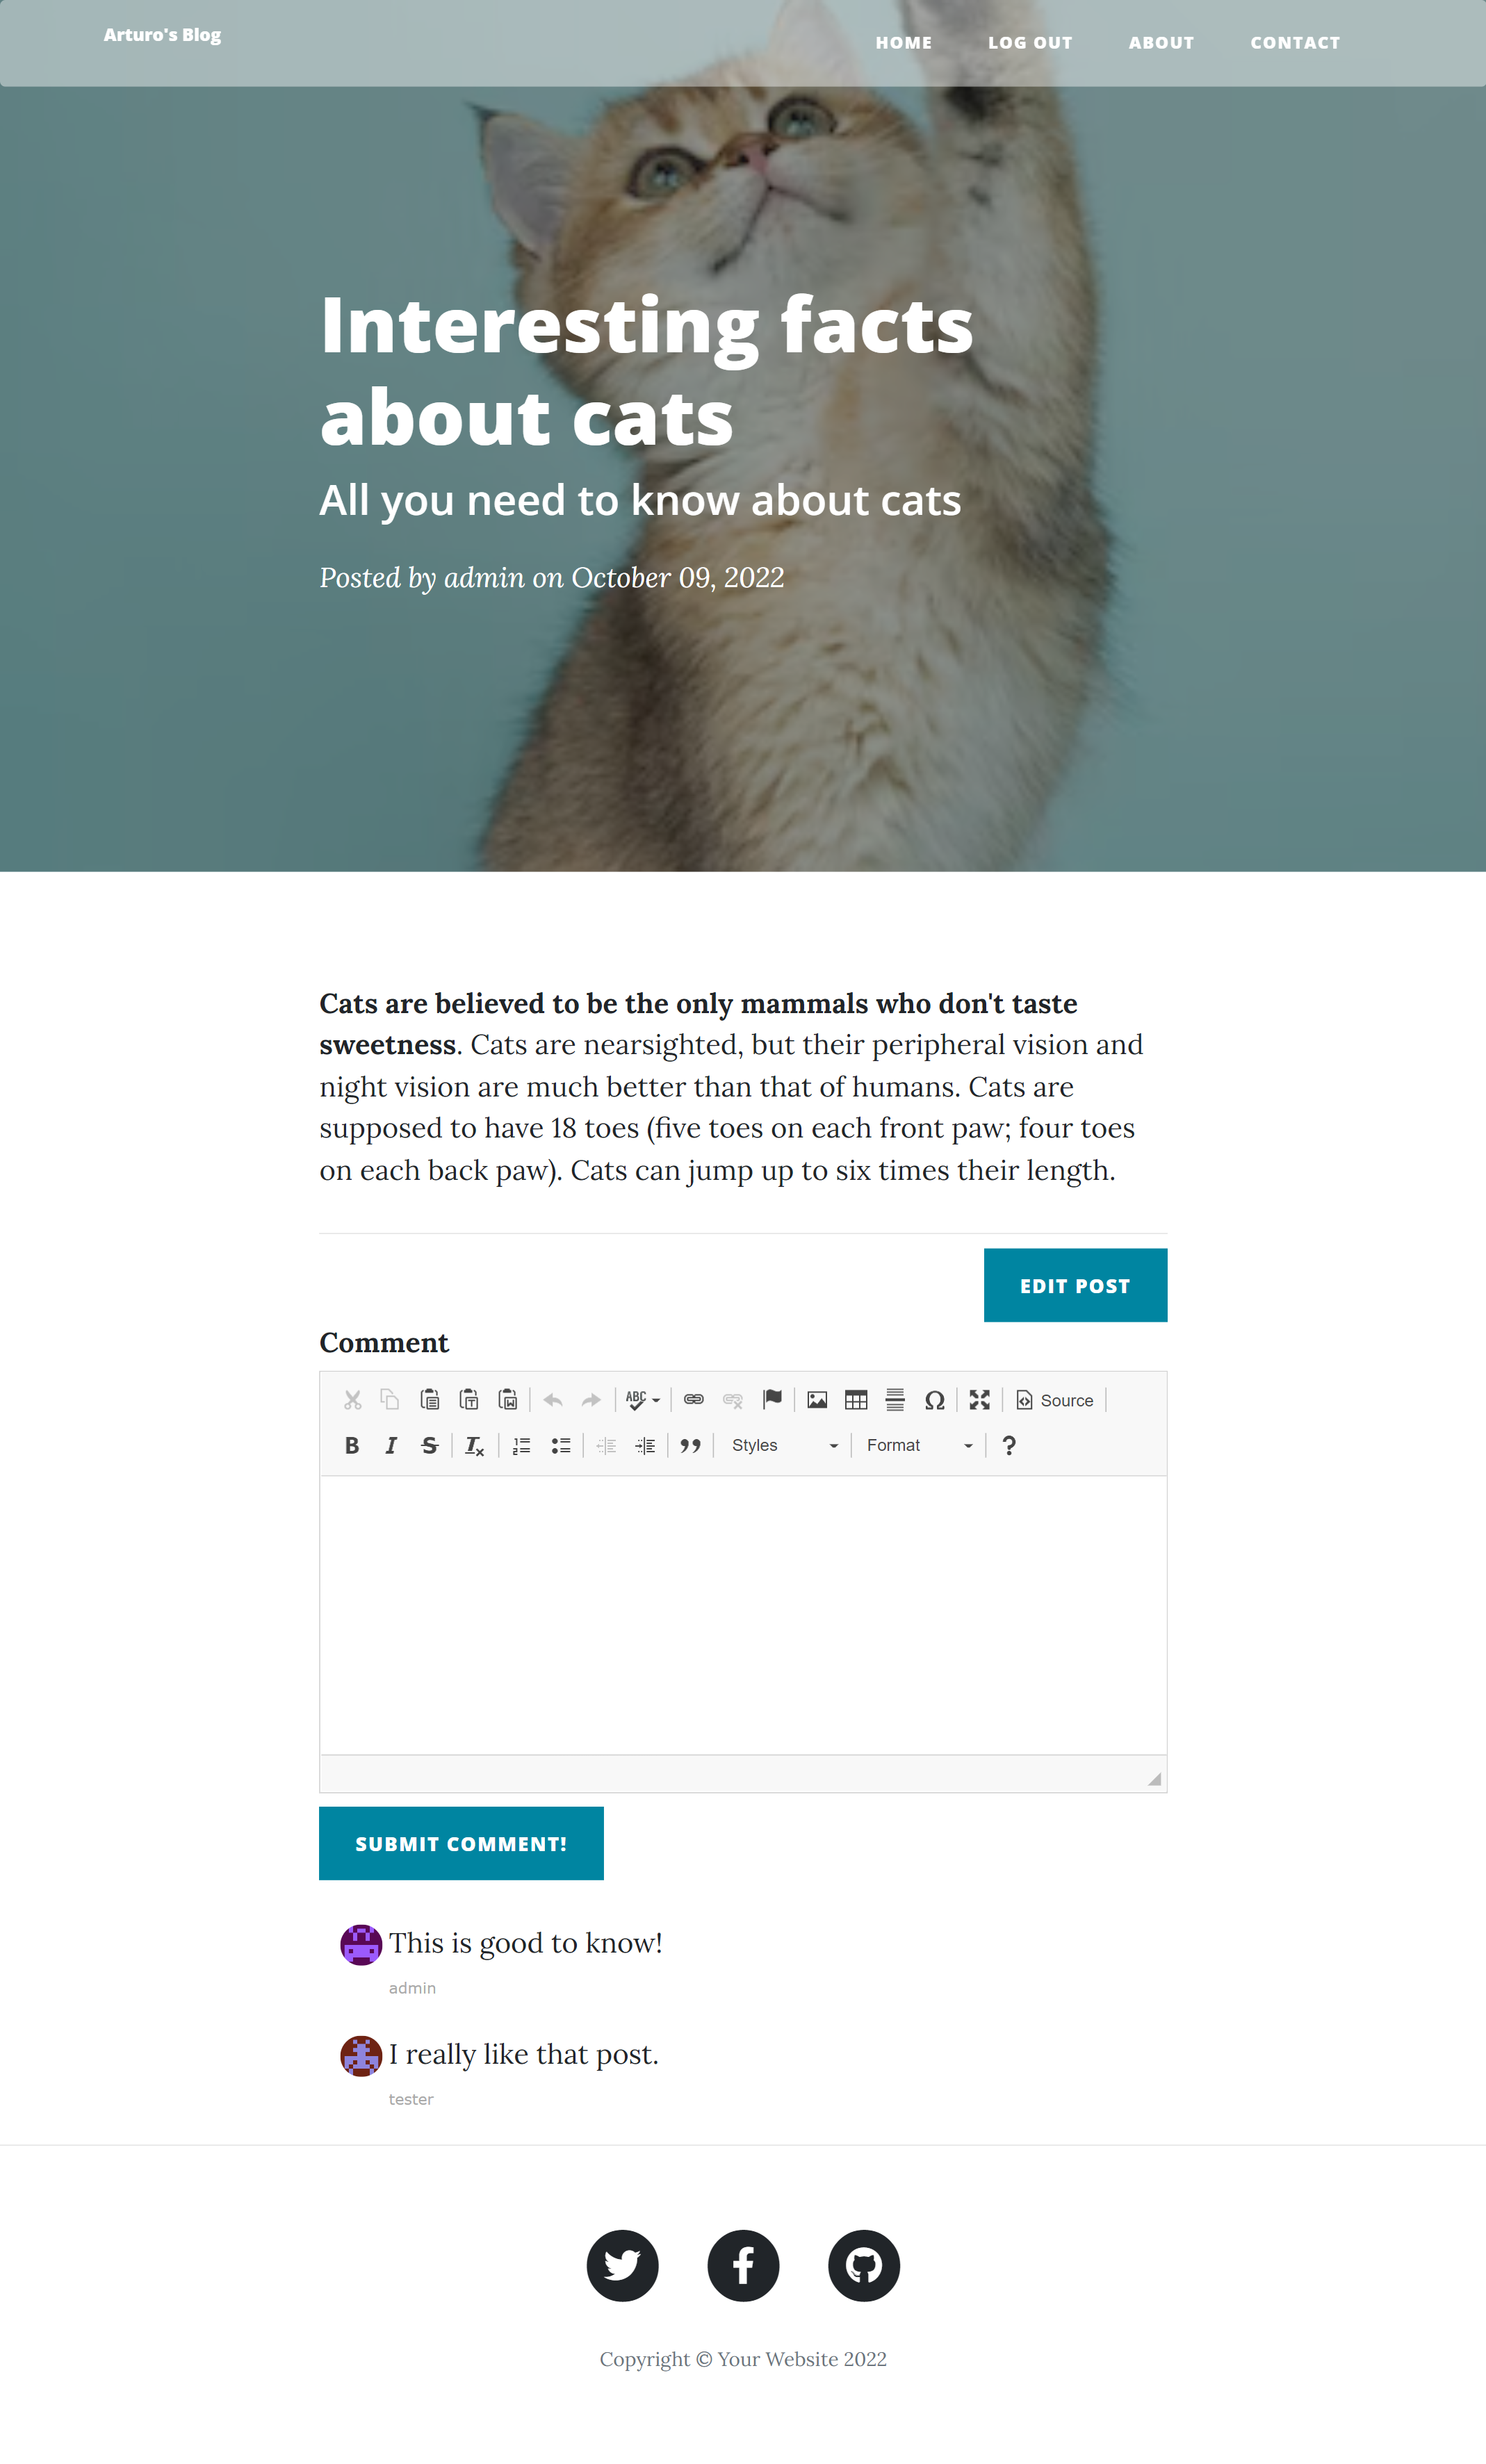 Arturo's Blog
HOME
LOG OUT
ABOUT
CONTACT
Interesting facts
about cats
All you need to know about cats
Posted by admin on October 09, 2022
Cats are believed to be the only mammals who don't taste
sweetness. Cats are nearsighted, but their peripheral vision and
night vision are much better than that of humans. Cats are
supposed to have 18 toes (five toes on each front paw; four toes
on each back paw). Cats can jump up to six times their length.
EDIT POST
Comment
ABC
Source
Styles
Format
SUBMIT COMMENT!
This is good to know!
admin
I really like that post.
tester
Copyright © Your Website 2022